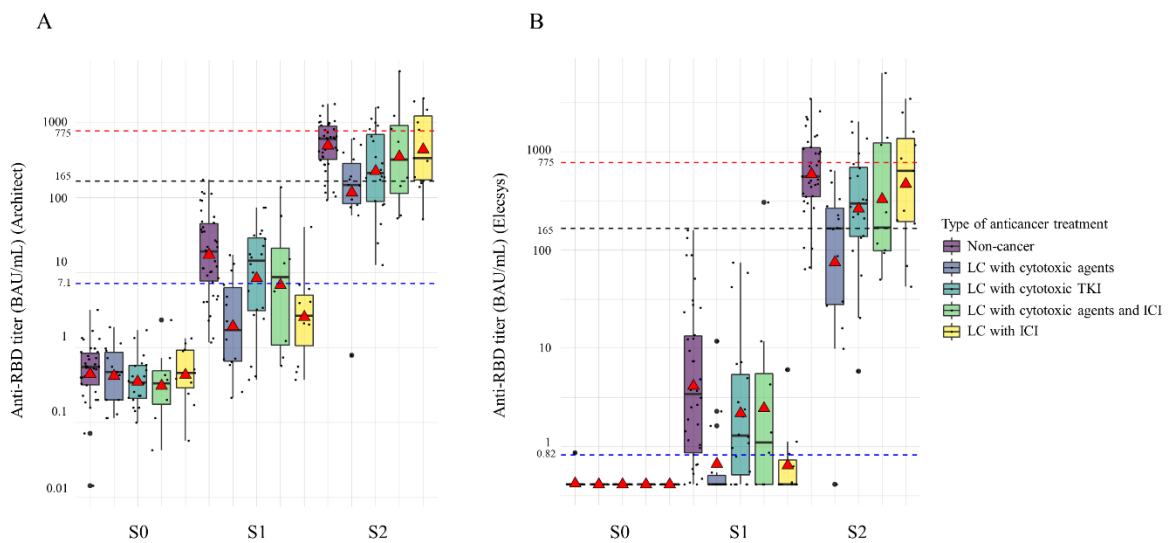 A
Anti-RBD titer (BAU/mL) (Architect)
1000
775
165
100
10
7.1
1
0.1
0.01
S0
S1
S2
B
Anti-RBD titer (BAU/mL) (Elecsys)
1000
775
165
100
10
1
0.82
S0
S1
S2
Type of anticancer treatment
Non-cancer
LC with cytotoxic agents
LC with cytotoxic TKI
LC with cytotoxic agents and ICI
LC with ICI